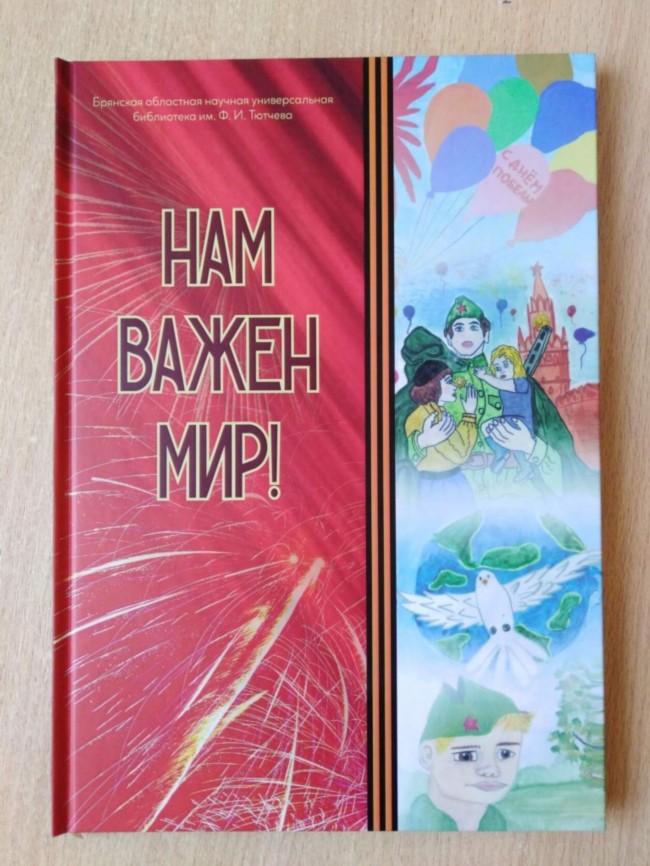 Брянская областная научная универсальная
библиотека им. Ф. И. Тютчева
НАМ
ВАЖЕН
МИР!
С ДНЁМ
ПОБЕДЫ